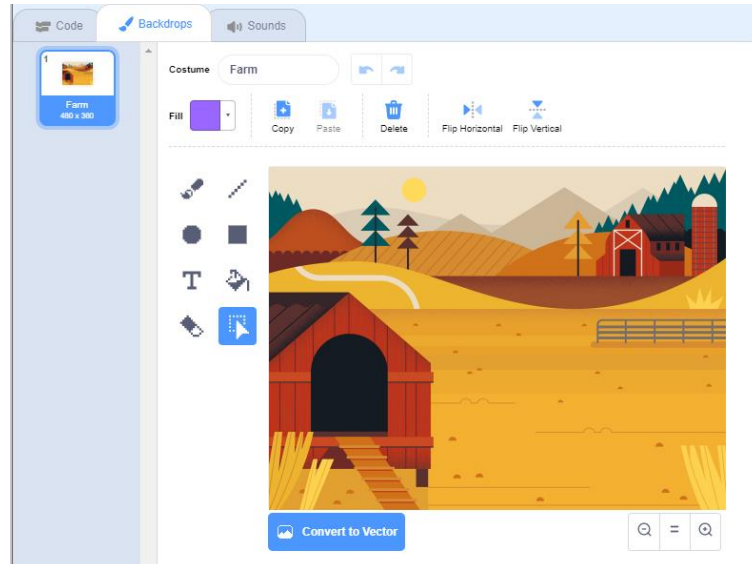 Code
Backdrops
Sounds
1
Farm
480 x 360
Costume
Farm
Fill
Copy
Paste
Delete
Flip Horizontal
Flip Vertical
T
Convert to Vector
=